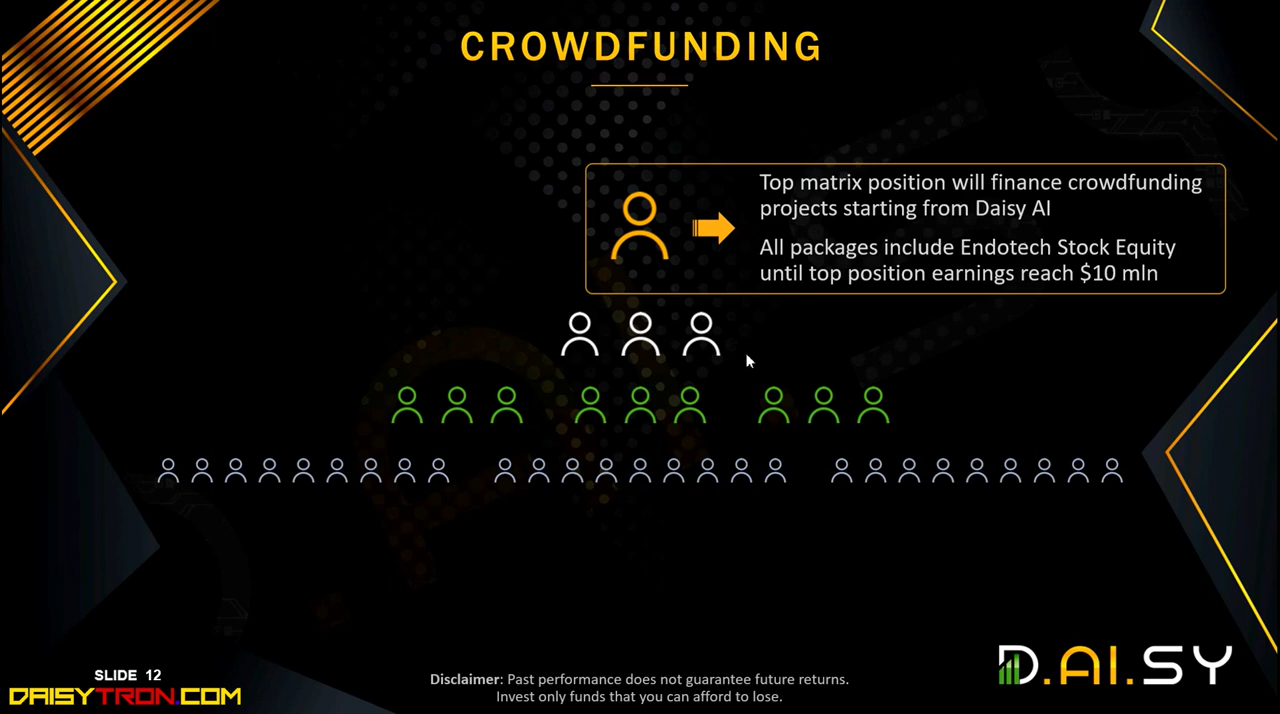 CROWDFUNDING
Top matrix position will finance crowdfunding
projects starting from Daisy AI
All packages include Endotech Stock Equity
until top position earnings reach $10 mln
SLIDE 12
DAISYTRON.COM
Disclaimer: Past performance does not guarantee future returns.
Invest only funds that you can afford to lose.
D.AI.SY